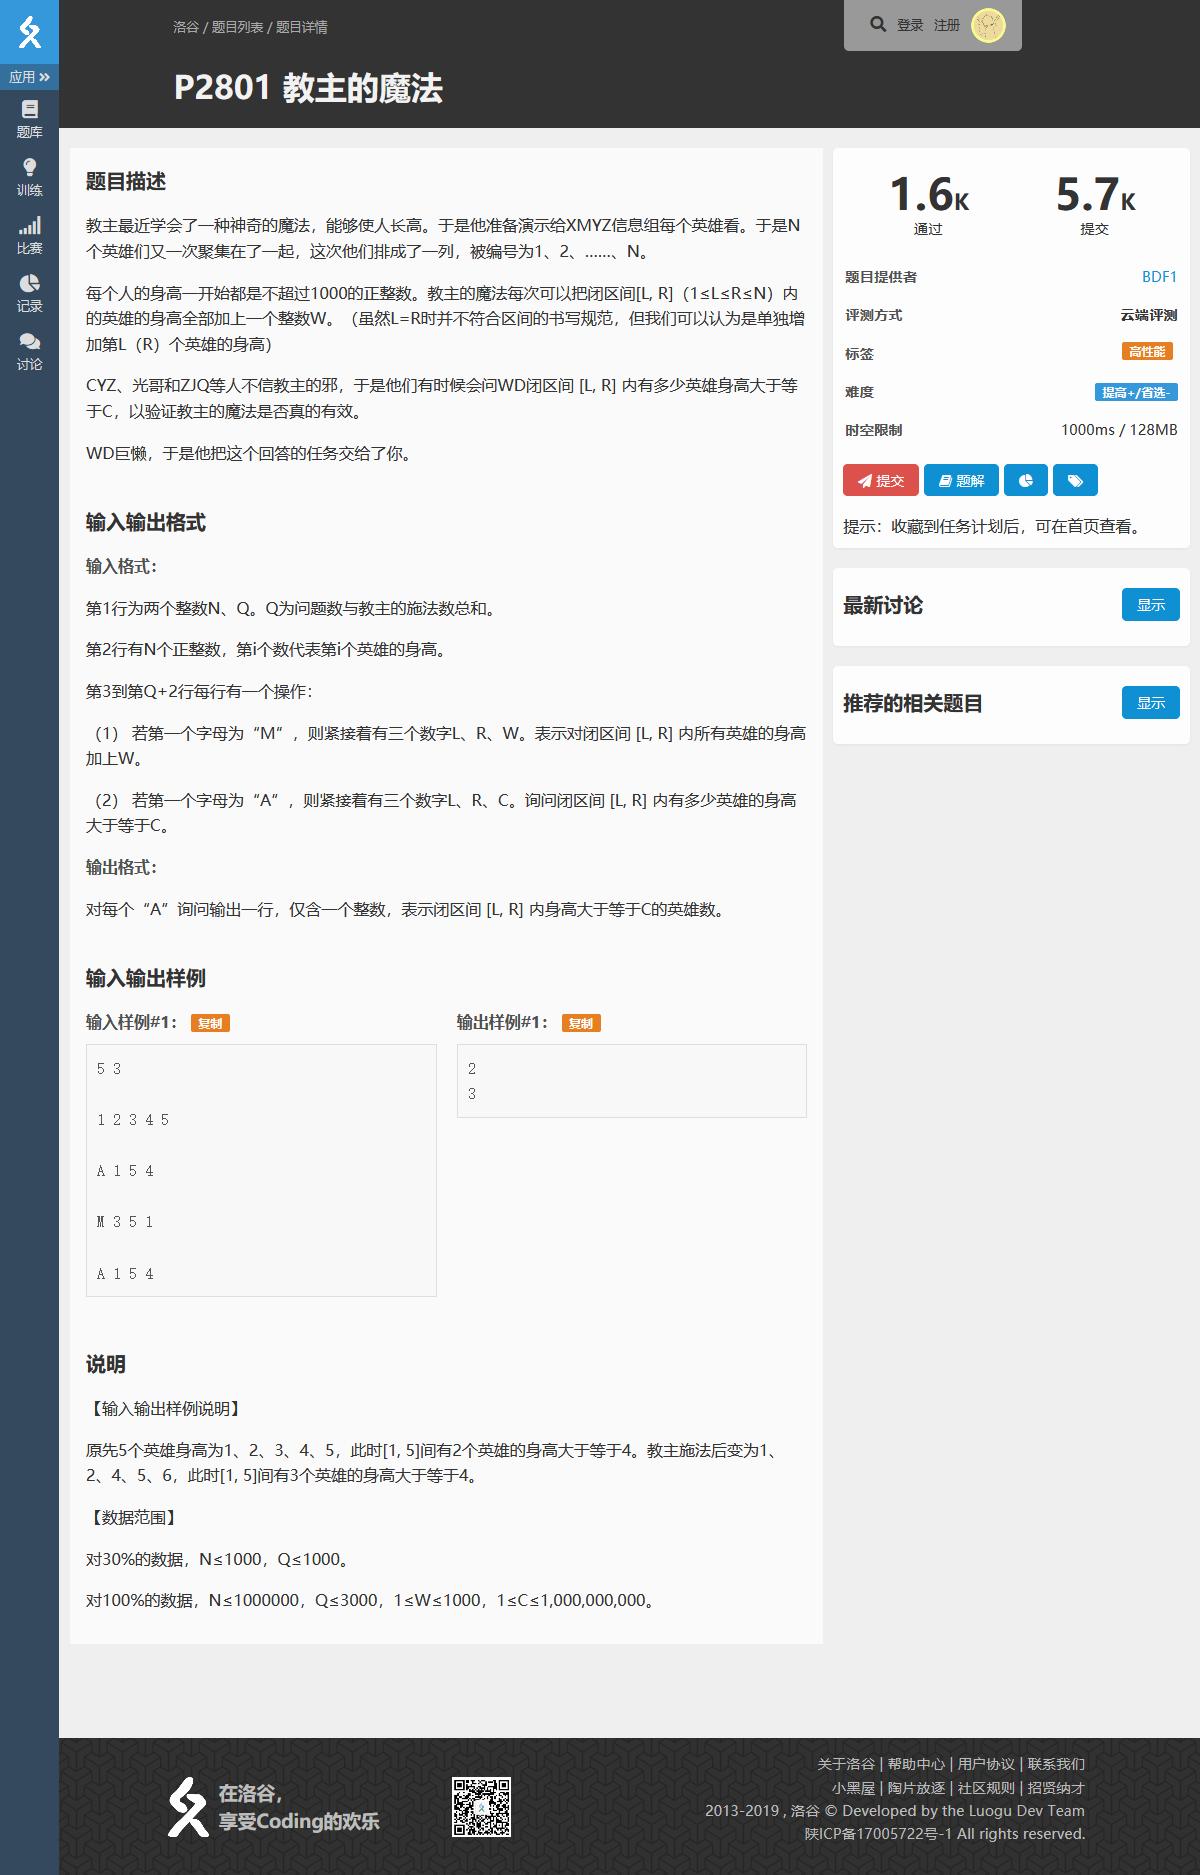 洛谷 / 题目列表 / 题目详情
登录 注册
P2801 教主的魔法
应用
题库
训练
比赛
记录
讨论
题目描述
教主最近学会了一种神奇的魔法，能够使人长高。于是他准备演示给XMYZ信息组每个英雄看。于是N
个英雄们又一次聚集在了一起，这次他们排成了一列，被编号为1、2、……、N。
每个人的身高一开始都是不超过1000的正整数。教主的魔法每次可以把闭区间[L, R]（1≤L≤R≤N）内
的英雄的身高全部加上一个整数W。（虽然L=R时并不符合区间的书写规范，但我们可以认为是单独增
加第L（R）个英雄的身高）
CYZ、光哥和ZJQ等人不信教主的邪，于是他们有时候会问WD闭区间 [L, R] 内有多少英雄身高大于等
于C，以验证教主的魔法是否真的有效。
WD巨懒，于是他把这个回答的任务交给了你。
输入输出格式
输入格式：
第1行为两个整数N、Q。Q为问题数与教主的施法数总和。
第2行有N个正整数，第i个数代表第i个英雄的身高。
第3到第Q+2行每行有一个操作：
（1） 若第一个字母为“M”，则紧接着有三个数字L、R、W。表示对闭区间 [L, R] 内所有英雄的身高
加上W。
（2） 若第一个字母为“A”，则紧接着有三个数字L、R、C。询问闭区间 [L, R] 内有多少英雄的身高
大于等于C。
输出格式：
对每个“A”询问输出一行，仅含一个整数，表示闭区间 [L, R] 内身高大于等于C的英雄数。
输入输出样例
输入样例#1： 复制
5 3
1 2 3 4 5
A 1 5 4
M 3 5 1
A 1 5 4
输出样例#1： 复制
2
3
说明
【输入输出样例说明】
原先5个英雄身高为1、2、3、4、5，此时[1, 5]间有2个英雄的身高大于等于4。教主施法后变为1、
2、4、5、6，此时[1, 5]间有3个英雄的身高大于等于4。
【数据范围】
对30%的数据，N≤1000，Q≤1000。
对100%的数据，N≤1000000，Q≤3000，1≤W≤1000，1≤C≤1,000,000,000。
1.6K 5.7K
通过 提交
题目提供者 BDF1
评测方式 云端评测
标签 高性能
难度 提高+/省选-
时空限制 1000ms / 128MB
提交 题解
提示：收藏到任务计划后，可在首页查看。
最新讨论 显示
推荐的相关题目 显示
在洛谷，
享受Coding的欢乐
关于洛谷 | 帮助中心 | 用户协议 | 联系我们
小黑屋 | 陶片放逐 | 社区规则 | 招贤纳才
2013-2019 , 洛谷 © Developed by the Luogu Dev Team
陕ICP备17005722号-1 All rights reserved.